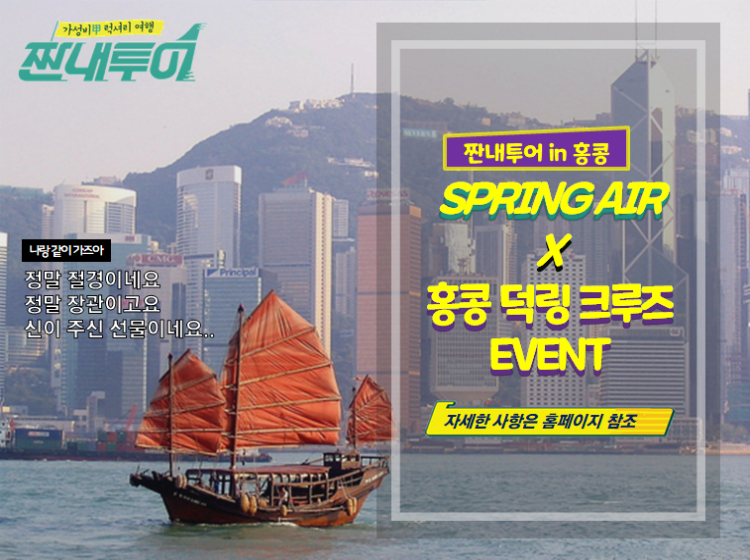 가성비甲 럭셔리 여행
짠내투어
짠내투어 in 홍콩
SPRING AIR
X
홍콩 덕링 크루즈
EVENT
자세한 사항은 홈페이지 참조
나랑 같이 가즈아
정말 절경이네요
정말 장관이고요
신이 주신 선물이네요..
CMG
Principal